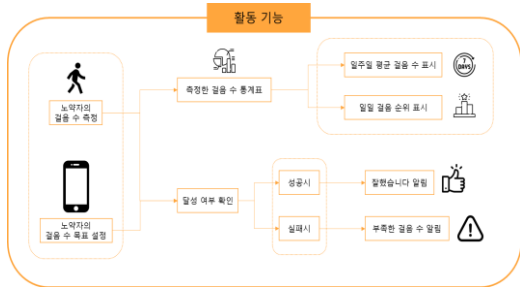 활동 기능
노약자의
걸음 수 측정
노약자의
걸음 수 목표 설정
측정한 걸음 수 통계표
일주일 평균 걸음 수 표시
7
DAYS
일일 걸음 순위 표시
달성 여부 확인
성공시
잘했습니다 알림
실패시
부족한 걸음 수 알림